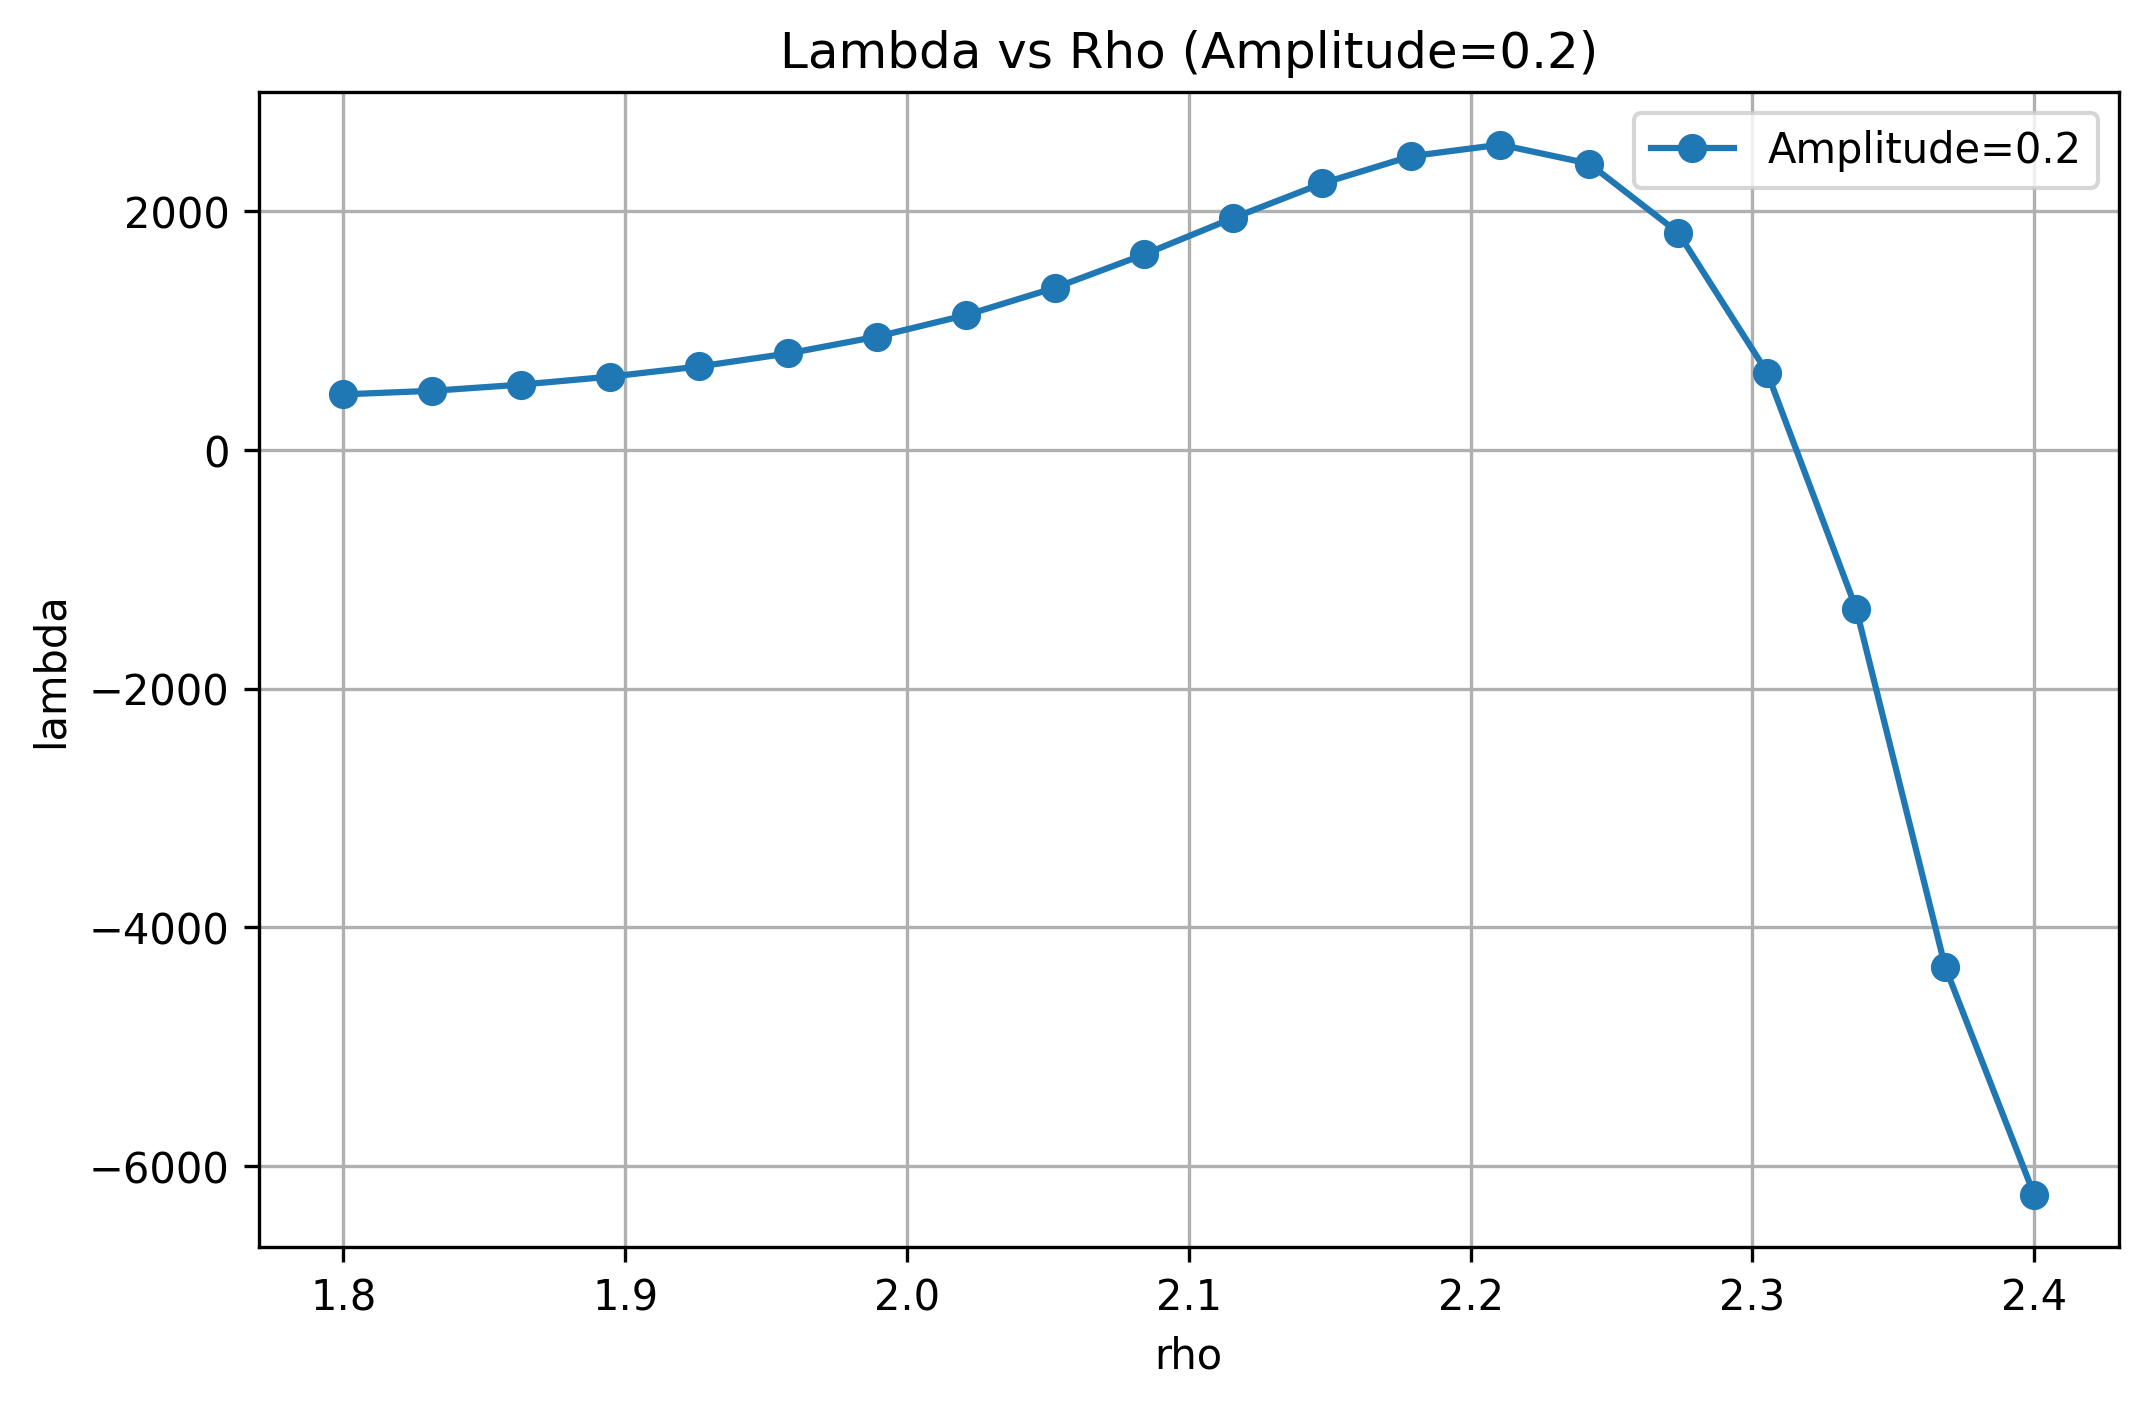 Lambda vs Rho (Amplitude=0.2)
Amplitude=0.2
2000
0
−2000
−4000
−6000
lambda
1.8 1.9 2.0 2.1 2.2 2.3 2.4
rho